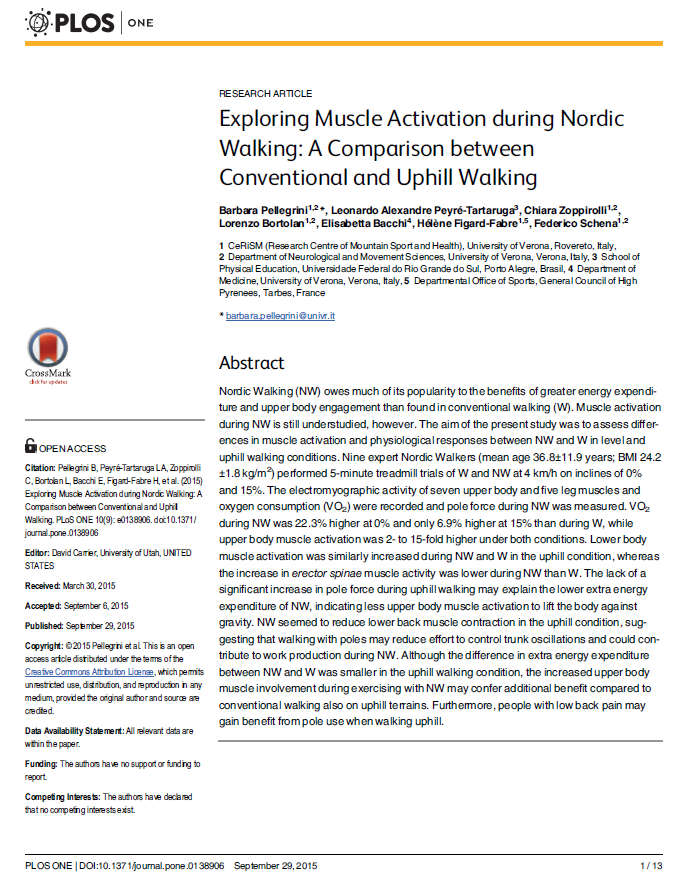 PLOS | ONE
RESEARCH ARTICLE
Exploring Muscle Activation during Nordic
Walking: A Comparison between
Conventional and Uphill Walking
Barbara Pellegrini1,2*, Leonardo Alexandre Peyré-Tartaruga3, Chiara Zoppirolli1,2,
Lorenzo Bortolan1,2, Elisabetta Bacchi4, Hélène Figard-Fabre1,5, Federico Schena1,2
1 CeRiSM (Research Centre of Mountain Sport and Health), University of Verona, Rovereto, Italy,
2 Department of Neurological and Movement Sciences, University of Verona, Verona, Italy, 3 School of
Physical Education, Universidade Federal do Rio Grande do Sul, Porto Alegre, Brasil, 4 Department of
Medicine, University of Verona, Verona, Italy, 5 Departmental Office of Sports, General Council of High
Pyrenees, Tarbes, France
* barbara.pellegrini@univr.it
CrossMark
click for updates
Abstract
Nordic Walking (NW) owes much of its popularity to the benefits of greater energy expendi-
ture and upper body engagement than found in conventional walking (W). Muscle activation
during NW is still understudied, however. The aim of the present study was to assess differ-
ences in muscle activation and physiological responses between NW and W in level and
uphill walking conditions. Nine expert Nordic Walkers (mean age 36.8±11.9 years; BMI 24.2
±1.8 kg/m2) performed 5-minute treadmill trials of W and NW at 4 km/h on inclines of 0%
and 15%. The electromyographic activity of seven upper body and five leg muscles and
oxygen consumption (VO2) were recorded and pole force during NW was measured. VO2
during NW was 22.3% higher at 0% and only 6.9% higher at 15% than during W, while
upper body muscle activation was 2- to 15-fold higher under both conditions. Lower body
muscle activation was similarly increased during NW and W in the uphill condition, whereas
the increase in erector spinae muscle activity was lower during NW than W. The lack of a
significant increase in pole force during uphill walking may explain the lower extra energy
expenditure of NW, indicating less upper body muscle activation to lift the body against
gravity. NW seemed to reduce lower back muscle contraction in the uphill condition, sug-
gesting that walking with poles may reduce effort to control trunk oscillations and could con-
tribute to work production during NW. Although the difference in extra energy expenditure
between NW and W was smaller in the uphill walking condition, the increased upper body
muscle involvement during exercising with NW may confer additional benefit compared to
conventional walking also on uphill terrains. Furthermore, people with low back pain may
gain benefit from pole use when walking uphill.
OPEN ACCESS
Citation: Pellegrini B, Peyré-Tartaruga LA, Zoppirolli
C, Bortolan L, Bacchi E, Figard-Fabre H, et al. (2015)
Exploring Muscle Activation during Nordic Walking: A
Comparison between Conventional and Uphill
Walking. PLoS ONE 10(9): e0138906. doi:10.1371/
journal.pone.0138906
Editor: David Carrier, University of Utah, UNITED
STATES
Received: March 30, 2015
Accepted: September 6, 2015
Published: September 29, 2015
Copyright: © 2015 Pellegrini et al. This is an open
access article distributed under the terms of the
Creative Commons Attribution License, which permits
unrestricted use, distribution, and reproduction in any
medium, provided the original author and source are
credited.
Data Availability Statement: All relevant data are
within the paper.
Funding: The authors have no support or funding to
report.
Competing Interests: The authors have declared
that no competing interests exist.
PLOS ONE | DOI:10.1371/journal.pone.0138906 September 29, 2015 1 / 13